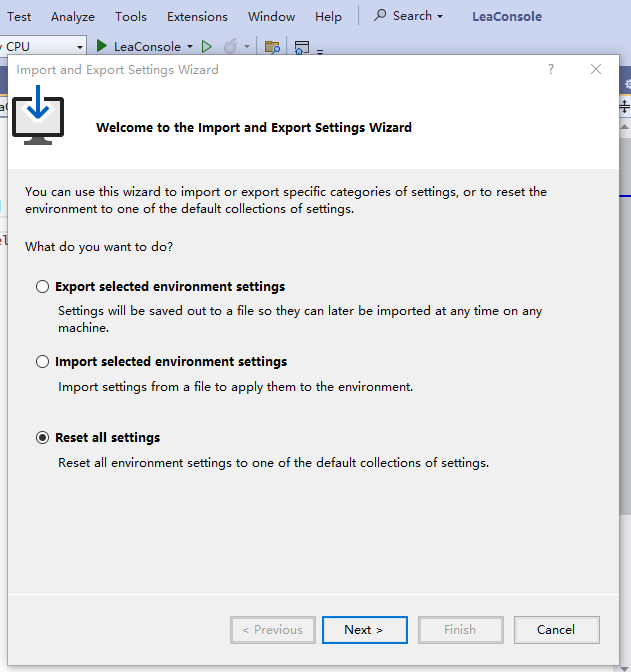 Test Analyze Tools Extensions Window Help Search LeaConsole
CPU LeaConsole
Import and Export Settings Wizard ?
Welcome to the Import and Export Settings Wizard
You can use this wizard to import or export specific categories of settings, or to reset the
environment to one of the default collections of settings.
What do you want to do?
Export selected environment settings
Settings will be saved out to a file so they can later be imported at any time on any
machine.
Import selected environment settings
Import settings from a file to apply them to the environment.
Reset all settings
Reset all environment settings to one of the default collections of settings.
< Previous Next > Finish Cancel